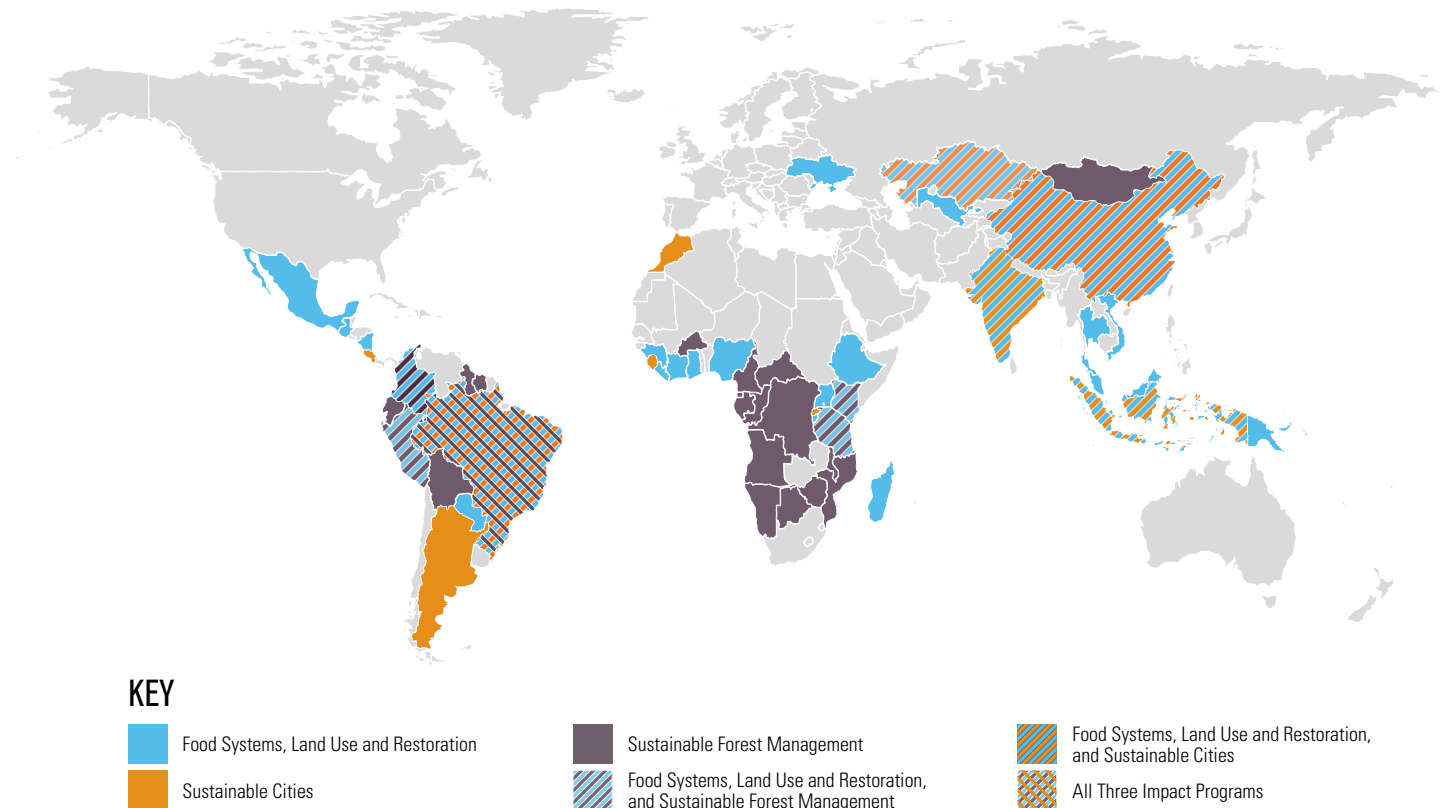 KEY
Food Systems, Land Use and Restoration
Sustainable Cities
Sustainable Forest Management
Food Systems, Land Use and Restoration,
and Sustainable Forest Management
Food Systems, Land Use and Restoration,
and Sustainable Cities
All Three Impact Programs